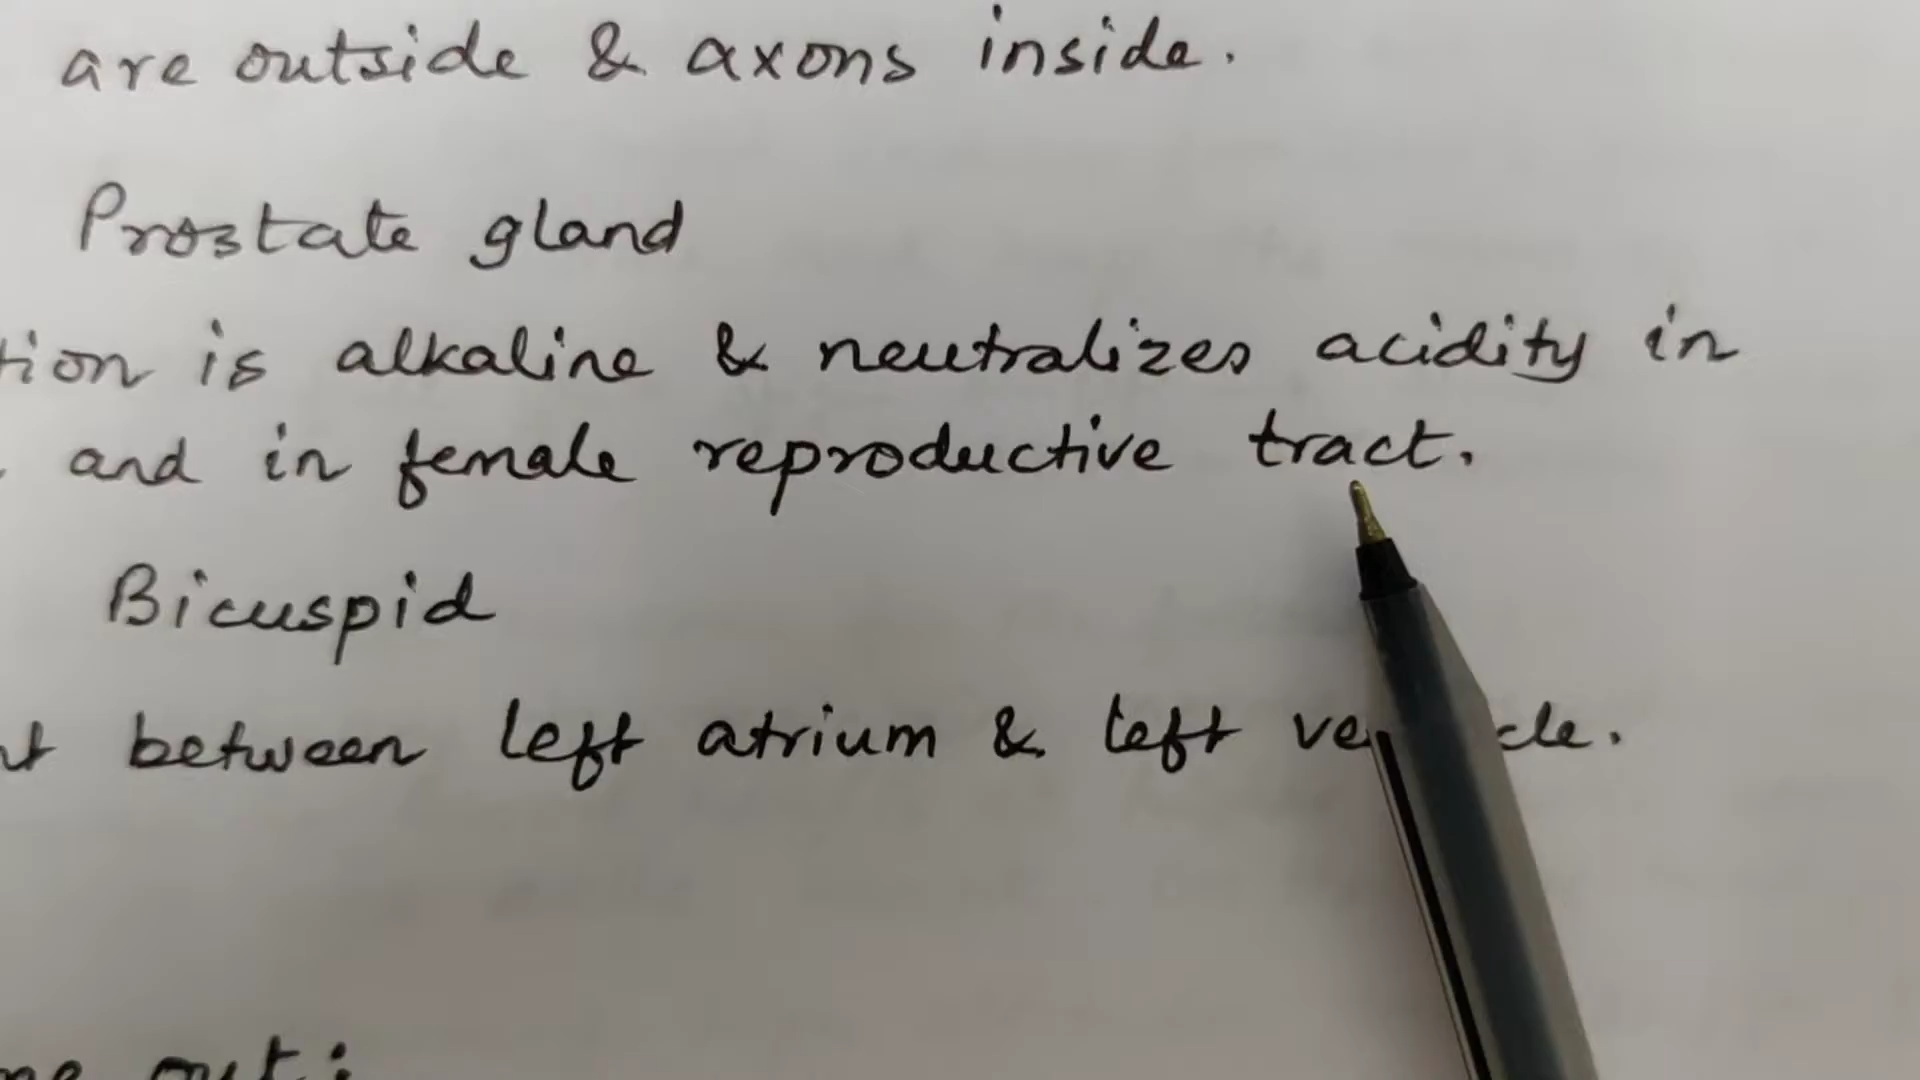 are outside & axons inside.
Prostate gland
tion is alkaline & neutralizes acidity in
and in female reproductive tract.
Bicuspid
between left atrium & left
out: